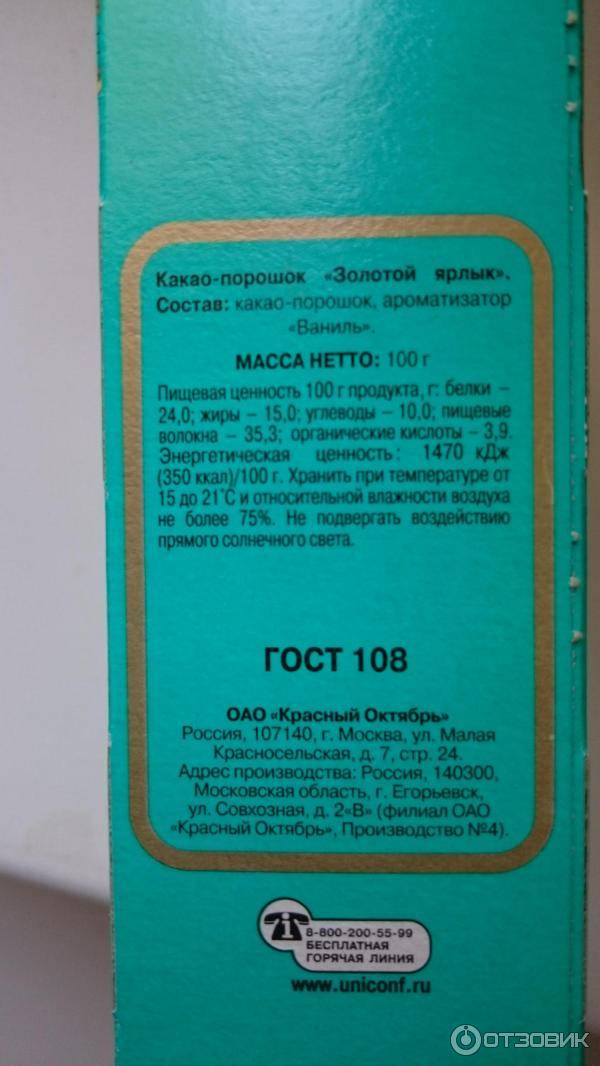 Какао-порошок «Золотой ярлык».
Состав: какао-порошок, ароматизатор
«Ваниль».
МАССА НЕТТО: 100 г
Пищевая ценность 100 г продукта, г: белки –
24,0; жиры – 15,0; углеводы – 10,0; пищевые
волокна – 35,3; органические кислоты – 3,9.
Энергетическая ценность: 1470 кДж
(350 ккал)/100 г. Хранить при температуре от
15 до 21°С и относительной влажности воздуха
не более 75%. Не подвергать воздействию
прямого солнечного света.
ГОСТ 108
ОАО «Красный Октябрь»
Россия, 107140, г. Москва, ул. Малая
Красносельская, д. 7, стр. 24.
Адрес производства: Россия, 140300,
Московская область, г. Егорьевск,
ул. Совхозная, д. 2«В» (филиал ОАО
«Красный Октябрь», Производство №4).
i
8-800-200-55-99
БЕСПЛАТНАЯ
ГОРЯЧАЯ ЛИНИЯ
www.uniconf.ru
ОТЗОВИК